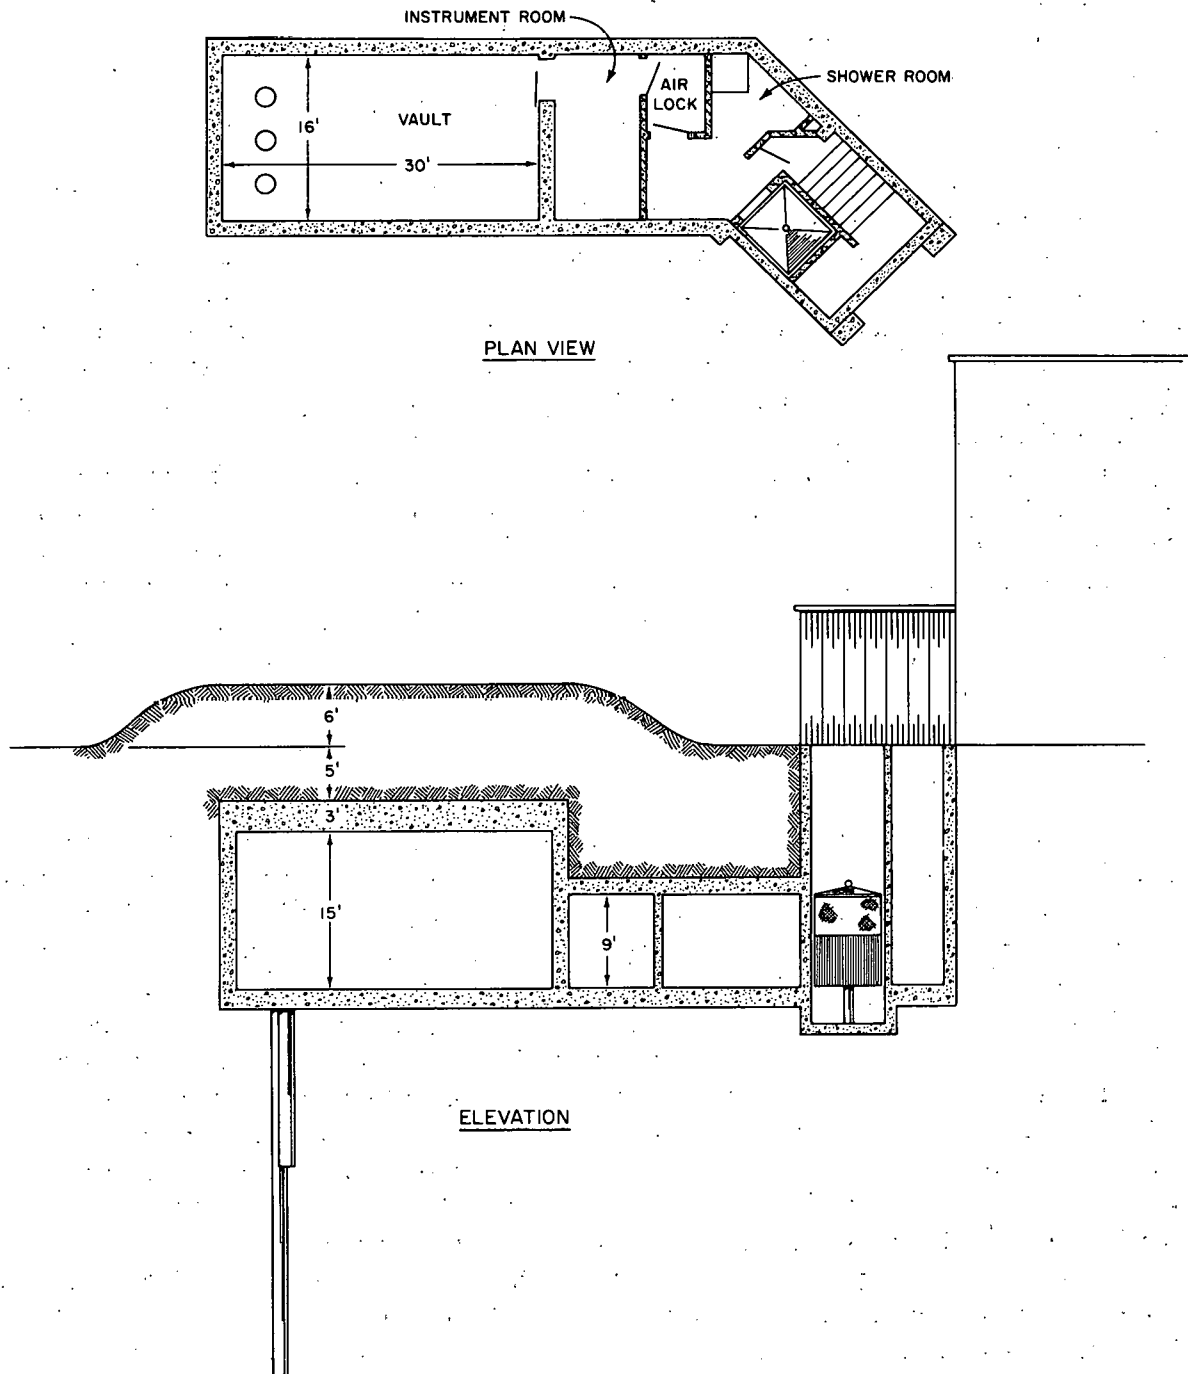 INSTRUMENT ROOM
SHOWER ROOM
AIR
LOCK
VAULT
16'
30'
PLAN VIEW
6'
5'
3'
15'
9'
ELEVATION